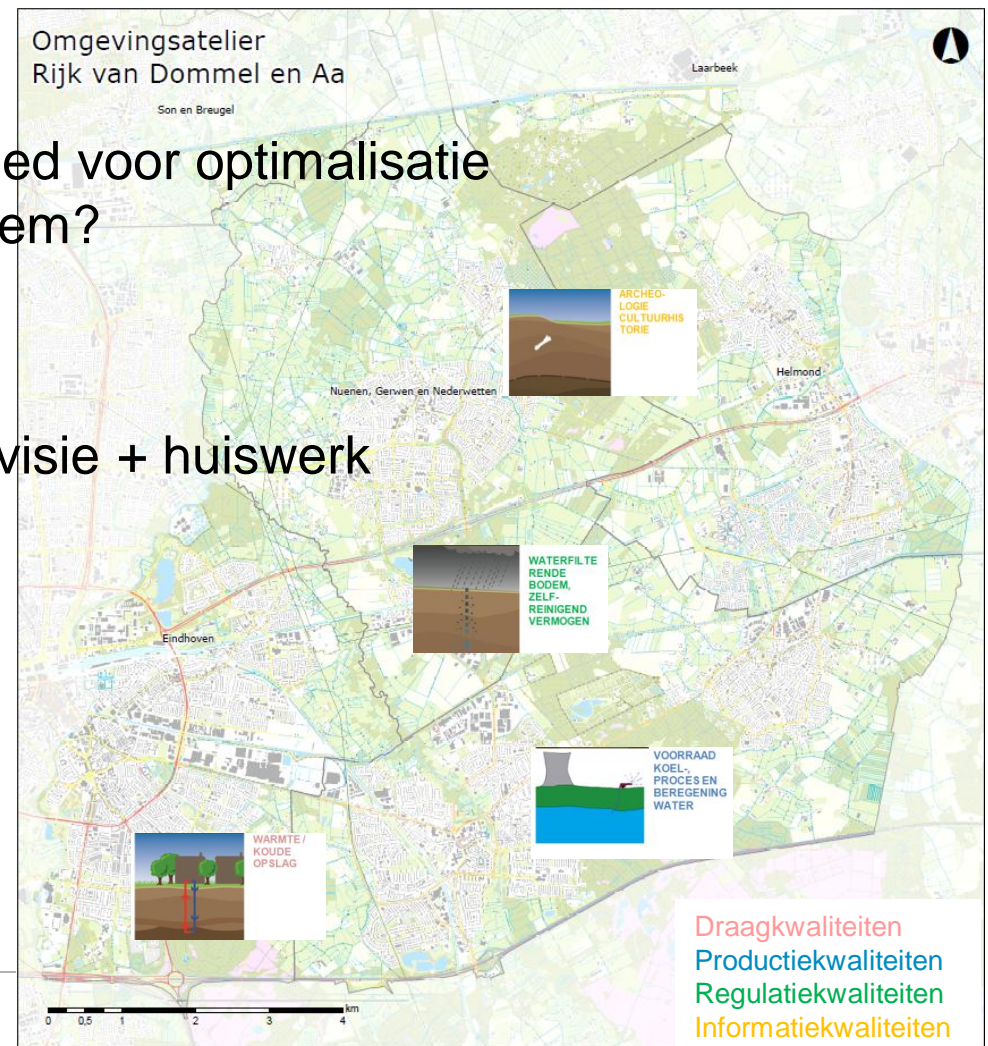 Omgevingsatelier
Rijk van Dommel en Aa
Laarbeek
Son en Breugel
ed voor optimalisatie
em?
ARCHEO-
LOGIE
CULTUURHIS
TORIE
Helmond
Nuenen, Gerwen en Nederwetten
visie + huiswerk
WATERFILTE
RENDE
BODEM,
ZELF-
REINIGEND
VERMOGEN
Eindhoven
VOORRAAD
KOEL-,
PROCES EN
BEREGENING
WATER
WARMTE /
KOUDE
OPSLAG
Draagkwaliteiten
Productiekwaliteiten
Regulatiekwaliteiten
Informatiekwaliteiten
km
0 0,5 1 2 3 4